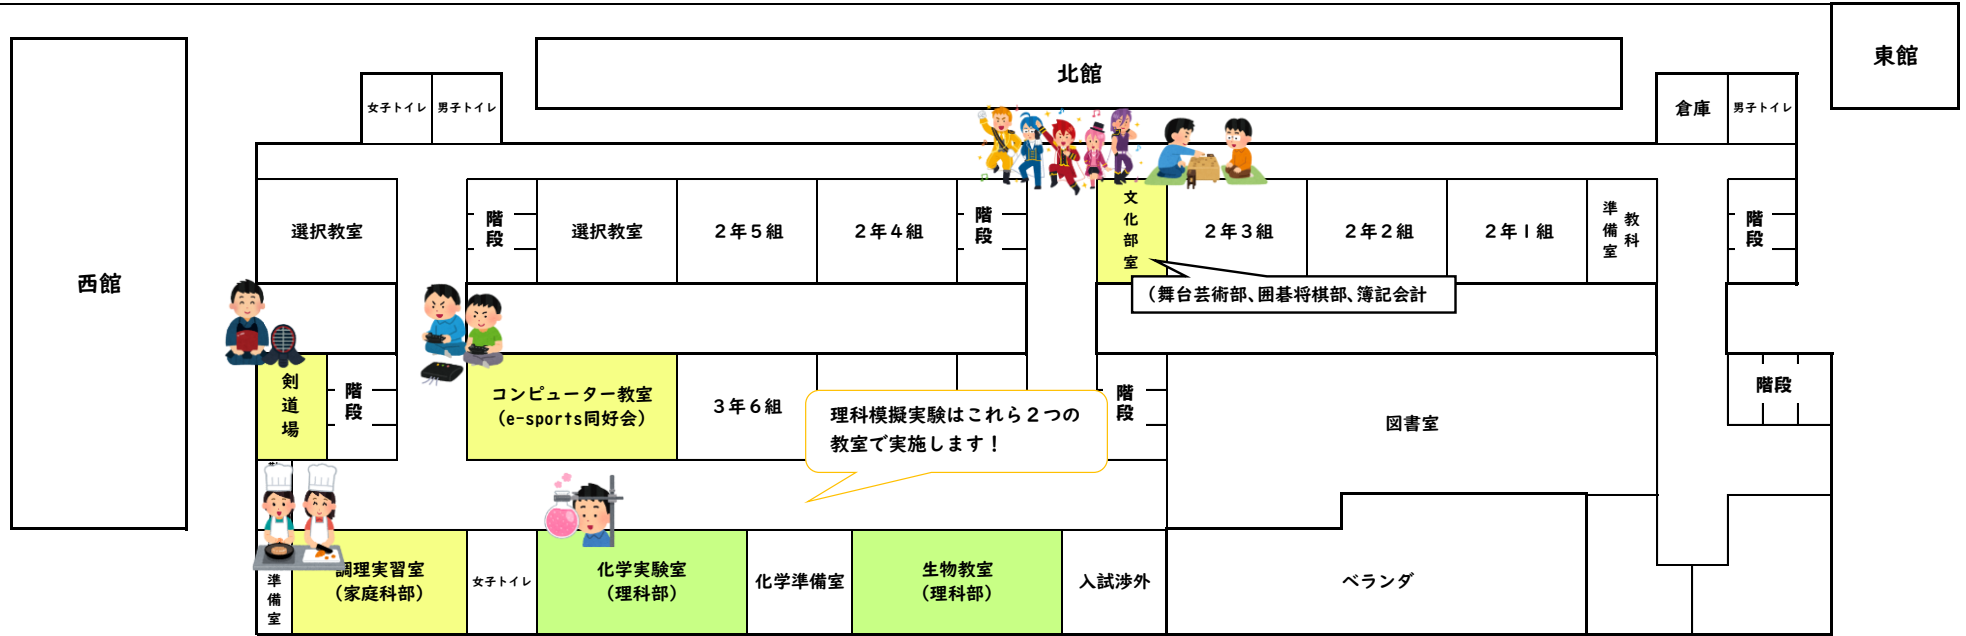 東館
北館
西館
女子トイレ
男子トイレ
倉庫
男子トイレ
選択教室
階段
選択教室
2年5組
2年4組
階段
文化部室
2年3組
2年2組
2年1組
教科
準備室
階段
(舞台芸術部、囲碁将棋部、簿記会計
剣道場
階段
コンピューター教室
(e-sports同好会)
3年6組
理科模擬実験はこれら2つの
教室で実施します!
階段
図書室
階段
準備室
調理実習室
(家庭科部)
女子トイレ
化学実験室
(理科部)
化学準備室
生物教室
(理科部)
入試渉外
ベランダ